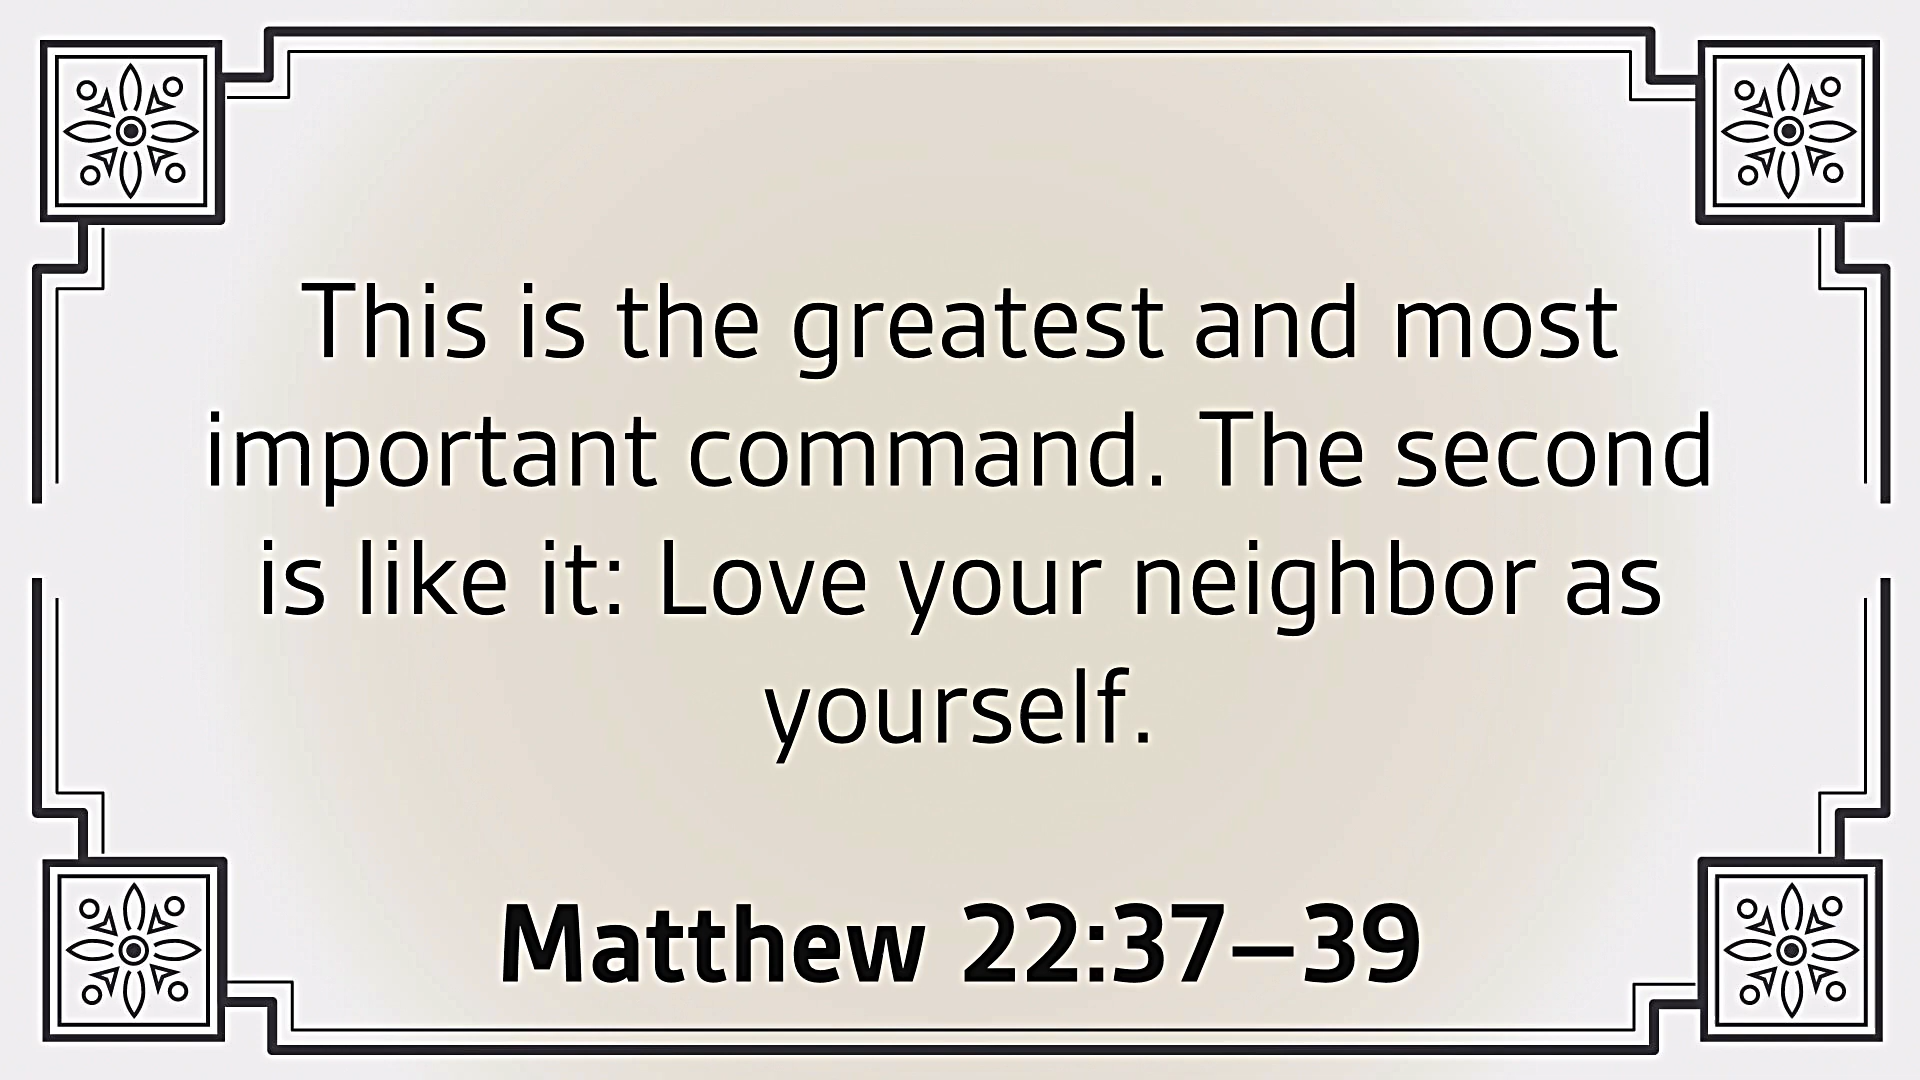 This is the greatest and most
important command. The second
is like it: Love your neighbor as
yourself.
Matthew 22:37–39